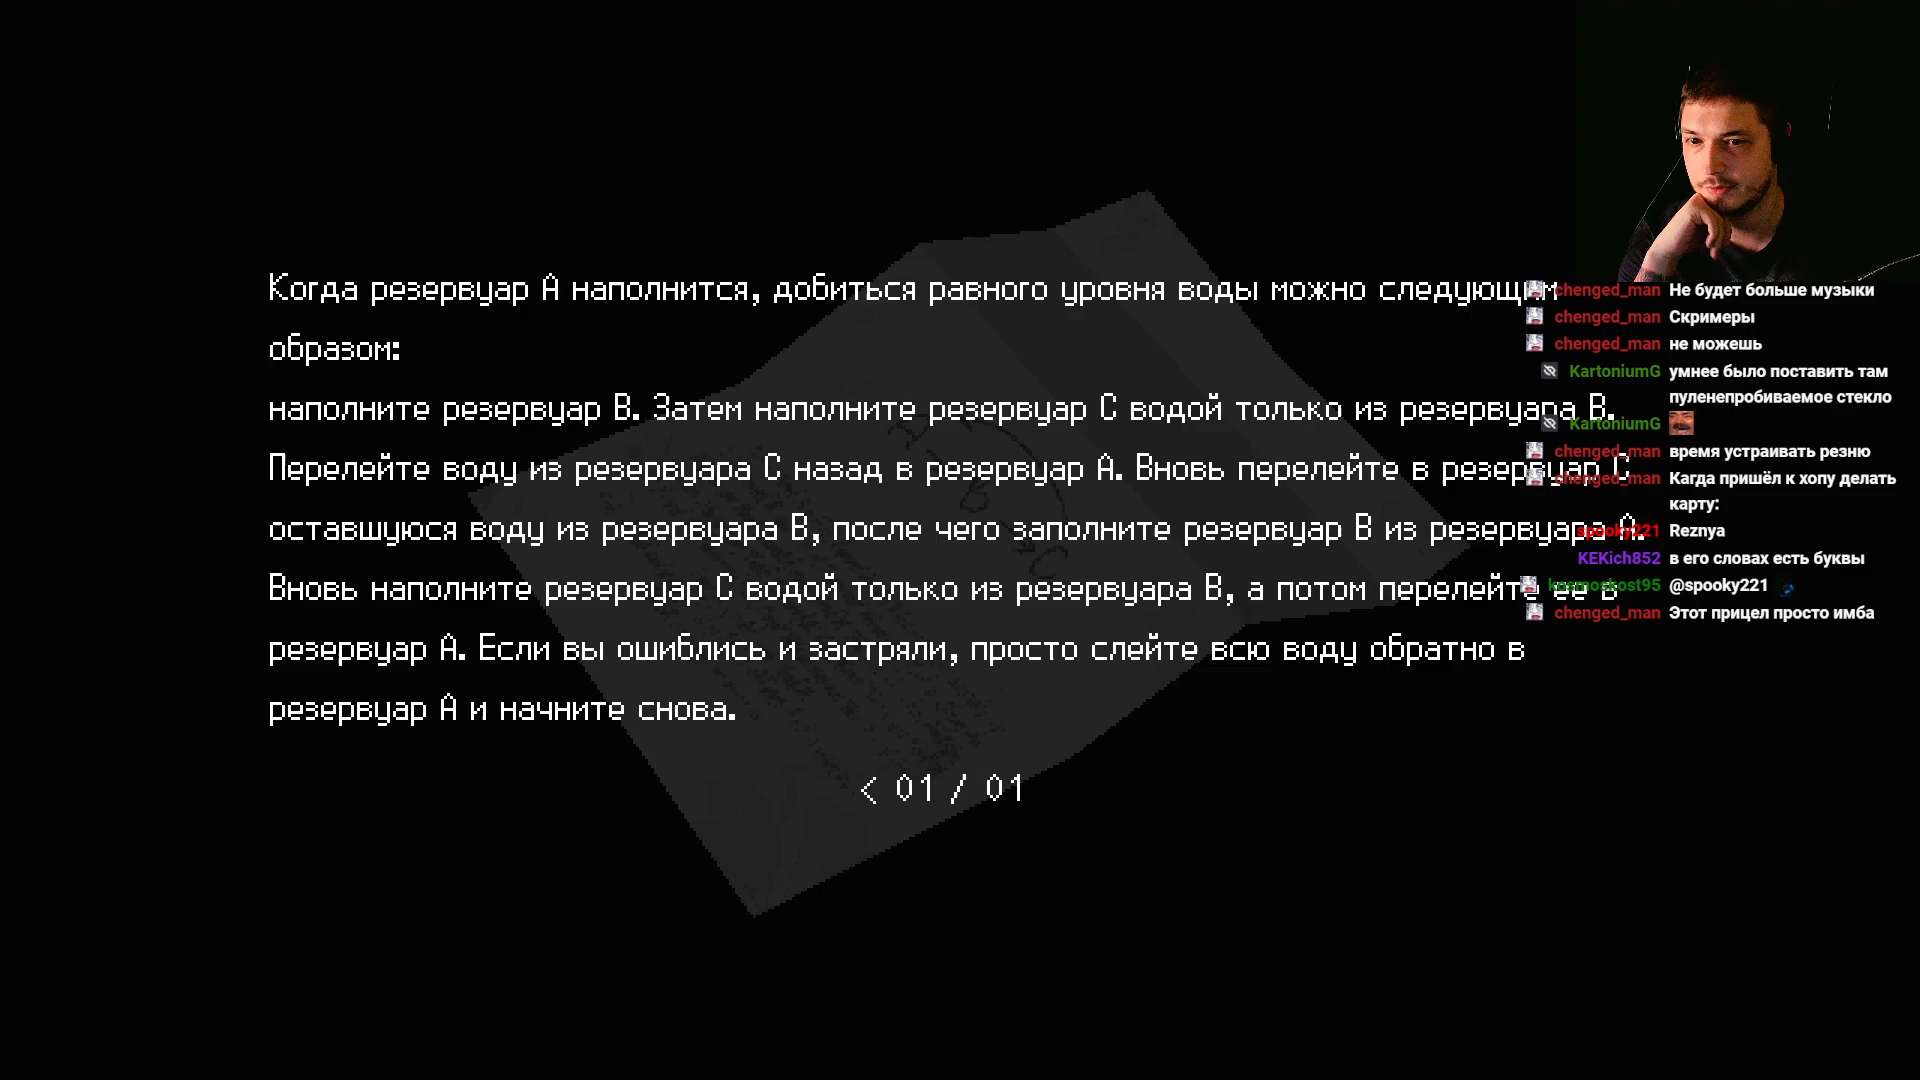 Когда резервуар А наполнится, добиться равного уровня воды можно следующим
образом:
наполните резервуар В. Затем наполните резервуар С водой только из резервуара В.
Перелейте воду из резервуара С назад в резервуар А. Вновь перелейте в резервуар С
оставшуюся воду из резервуара В, после чего заполните резервуар В из резервуара А.
Вновь наполните резервуар С водой только из резервуара В, а потом перелейте ее в
резервуар А. Если вы ошиблись и застряли, просто слейте всю воду обратно в
резервуар А и начните снова.
< 01 / 01
chenged_man Не будет больше музыки
chenged_man Скримеры
chenged_man не можешь
KartoniumG умнее было поставить там
пуленепробиваемое стекло
KartoniumG
chenged_man время устраивать резню
chenged_man Кагда пришёл к хопу делать
карту:
spooky221 Reznya
KEKich852 в его словах есть буквы
kosmoskost95 @spooky221
chenged_man Этот прицел просто имба